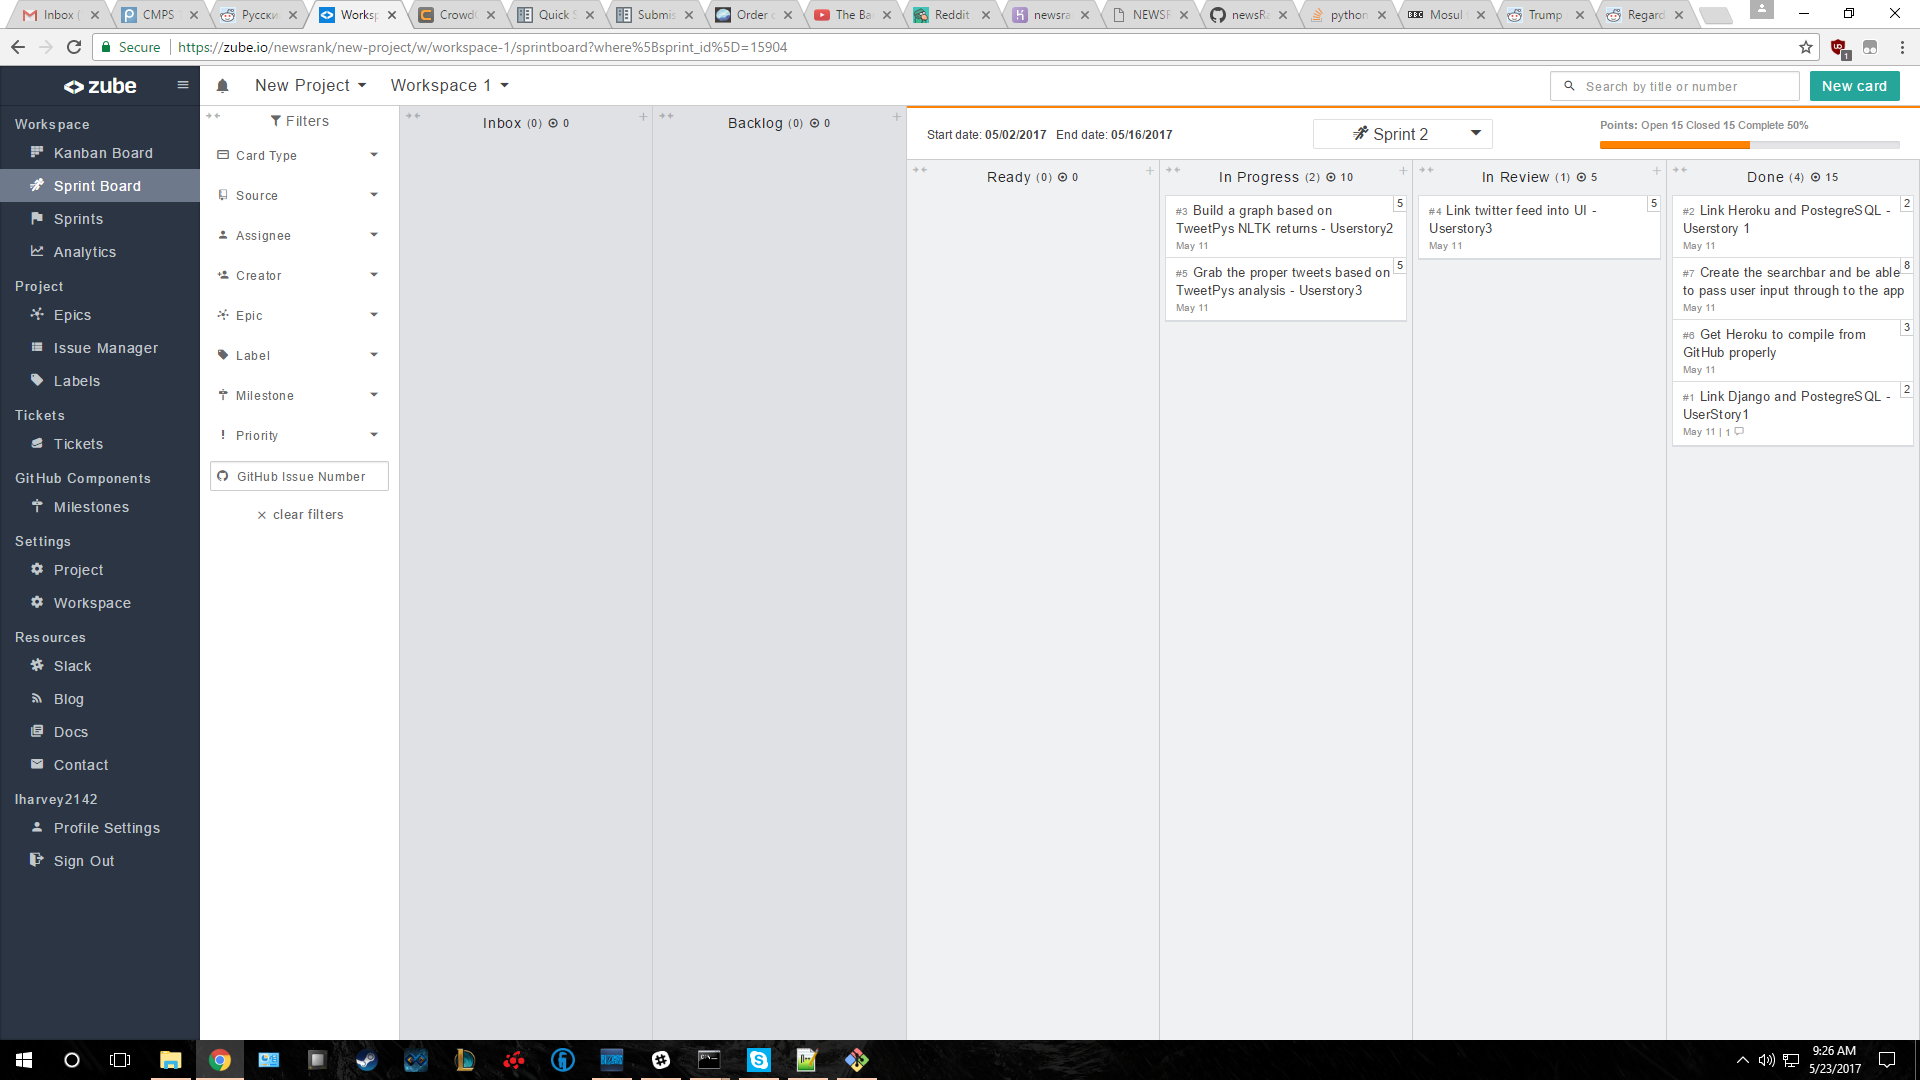 Inbox (
CMPS
Русски
Worksp
CrowdG
Quick S
Submis
Order
The Ba
Reddit
newsra
NEWSR
newsRa
python
BBC Mosul
Trump
Regard
Secure
https://zube.io/newsrank/new-project/w/workspace-1/sprintboard?where%5Bsprint_id%5D=15904
1
zube
New Project
Workspace 1
Search by title or number
New card
Workspace
Kanban Board
Sprint Board
Sprints
Analytics
Project
Epics
Issue Manager
Labels
Tickets
Tickets
GitHub Components
Milestones
Settings
Project
Workspace
Resources
Slack
Blog
Docs
Contact
lharvey2142
Profile Settings
Sign Out
Filters
Card Type
Source
Assignee
Creator
Epic
Label
Milestone
Priority
GitHub Issue Number
clear filters
Inbox (0) 0
Backlog (0) 0
Start date: 05/02/2017 End date: 05/16/2017
Sprint 2
Points: Open 15 Closed 15 Complete 50%
Ready (0) 0
In Progress (2) 10
#3 Build a graph based on
TweetPys NLTK returns - Userstory2
5
May 11
#5 Grab the proper tweets based on
TweetPys analysis - Userstory3
5
May 11
In Review (1) 5
#4 Link twitter feed into UI -
Userstory3
5
May 11
Done (4) 15
#2 Link Heroku and PostegreSQL -
Userstory 1
2
May 11
#7 Create the searchbar and be able
to pass user input through to the app
8
May 11
#6 Get Heroku to compile from
GitHub properly
3
May 11
#1 Link Django and PostegreSQL -
UserStory1
2
May 11 | 1
9:26 AM
5/23/2017